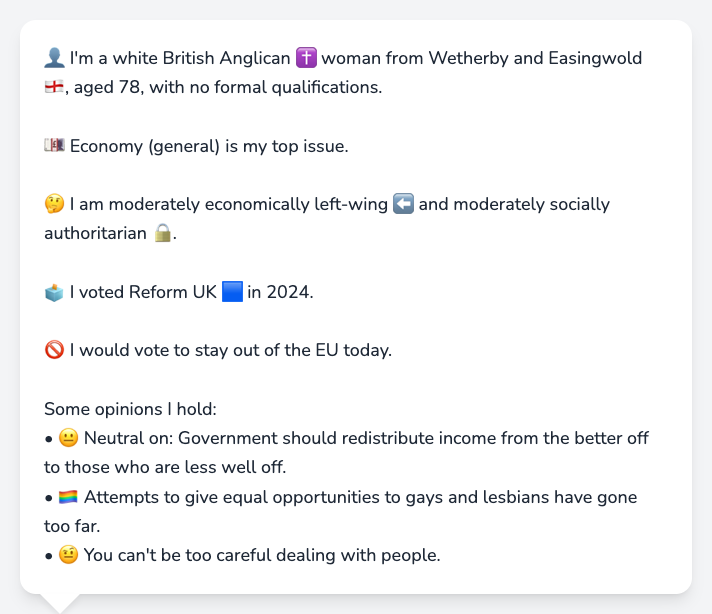 👤 I'm a white British Anglican ✝️ woman from Wetherby and Easingwold
🏴󠁧󠁢󠁥󠁮󠁧󠁿, aged 78, with no formal qualifications.
💷 Economy (general) is my top issue.
🤔 I am moderately economically left-wing ⬅️ and moderately socially
authoritarian 🔒.
🗳️ I voted Reform UK 🟦 in 2024.
🚫 I would vote to stay out of the EU today.
Some opinions I hold:
• 😐 Neutral on: Government should redistribute income from the better off
to those who are less well off.
• 🏳️‍🌈 Attempts to give equal opportunities to gays and lesbians have gone
too far.
• 🤨 You can't be too careful dealing with people.